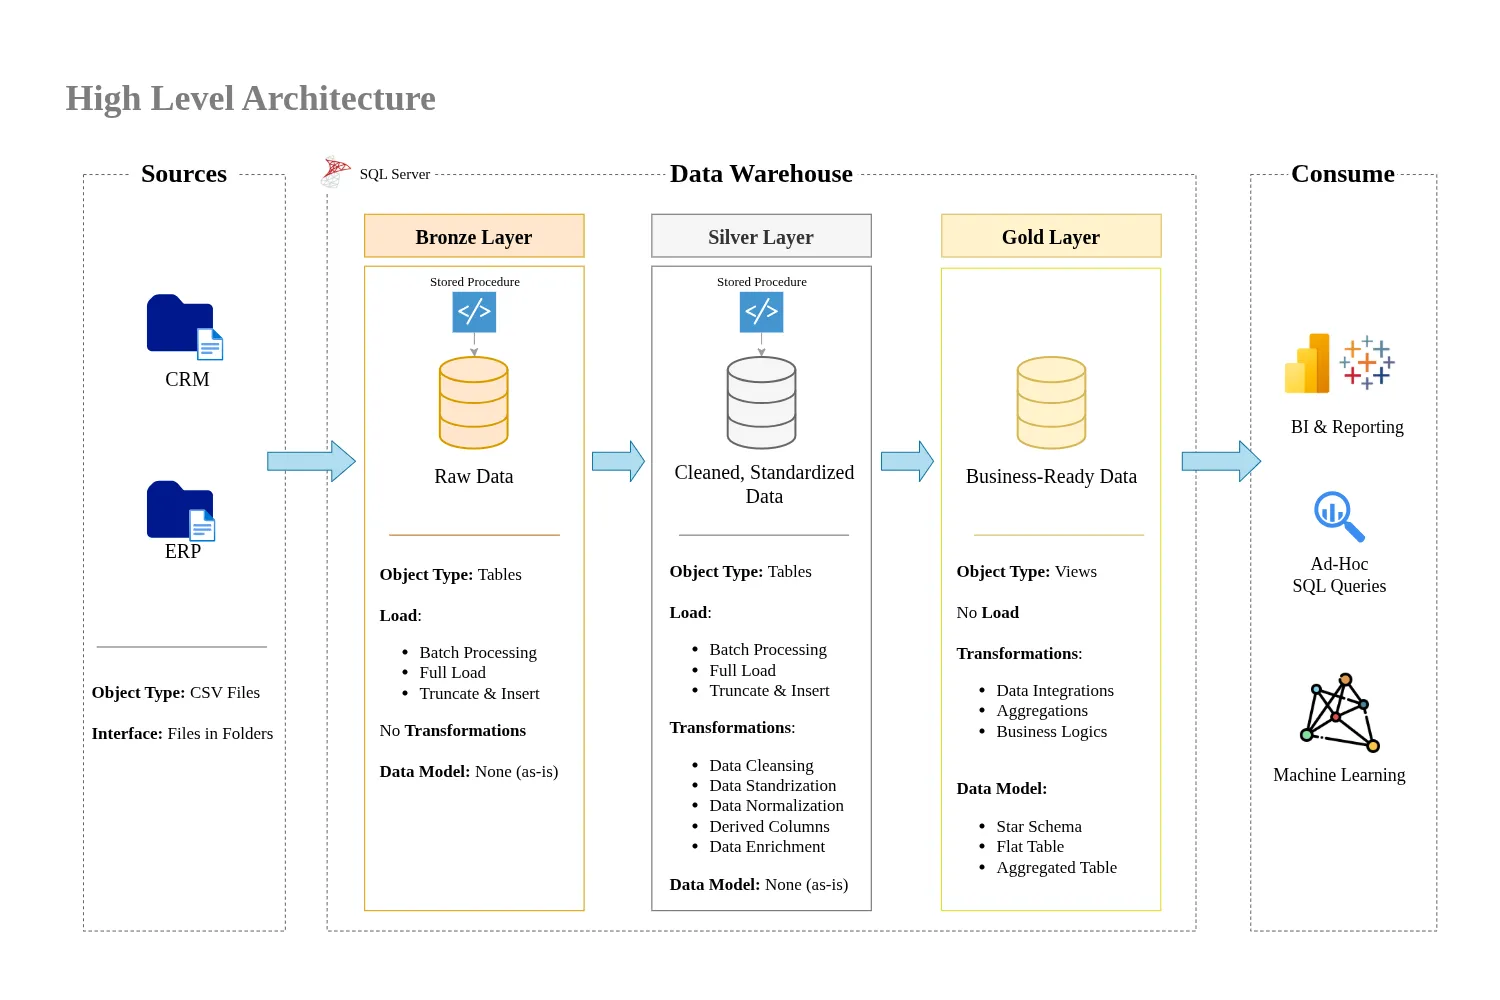 High Level Architecture
Sources
CRM
ERP
Object Type: CSV Files
Interface: Files in Folders
SQL Server
Data Warehouse
Bronze Layer
Stored Procedure
</>
Raw Data
Object Type: Tables
Load:
• Batch Processing
• Full Load
• Truncate & Insert
No Transformations
Data Model: None (as-is)
Silver Layer
Stored Procedure
</>
Cleaned, Standardized
Data
Object Type: Tables
Load:
• Batch Processing
• Full Load
• Truncate & Insert
Transformations:
• Data Cleansing
• Data Standrization
• Data Normalization
• Derived Columns
• Data Enrichment
Data Model: None (as-is)
Gold Layer
Business-Ready Data
Object Type: Views
No Load
Transformations:
• Data Integrations
• Aggregations
• Business Logics
Data Model:
• Star Schema
• Flat Table
• Aggregated Table
Consume
BI & Reporting
Ad-Hoc
SQL Queries
Machine Learning